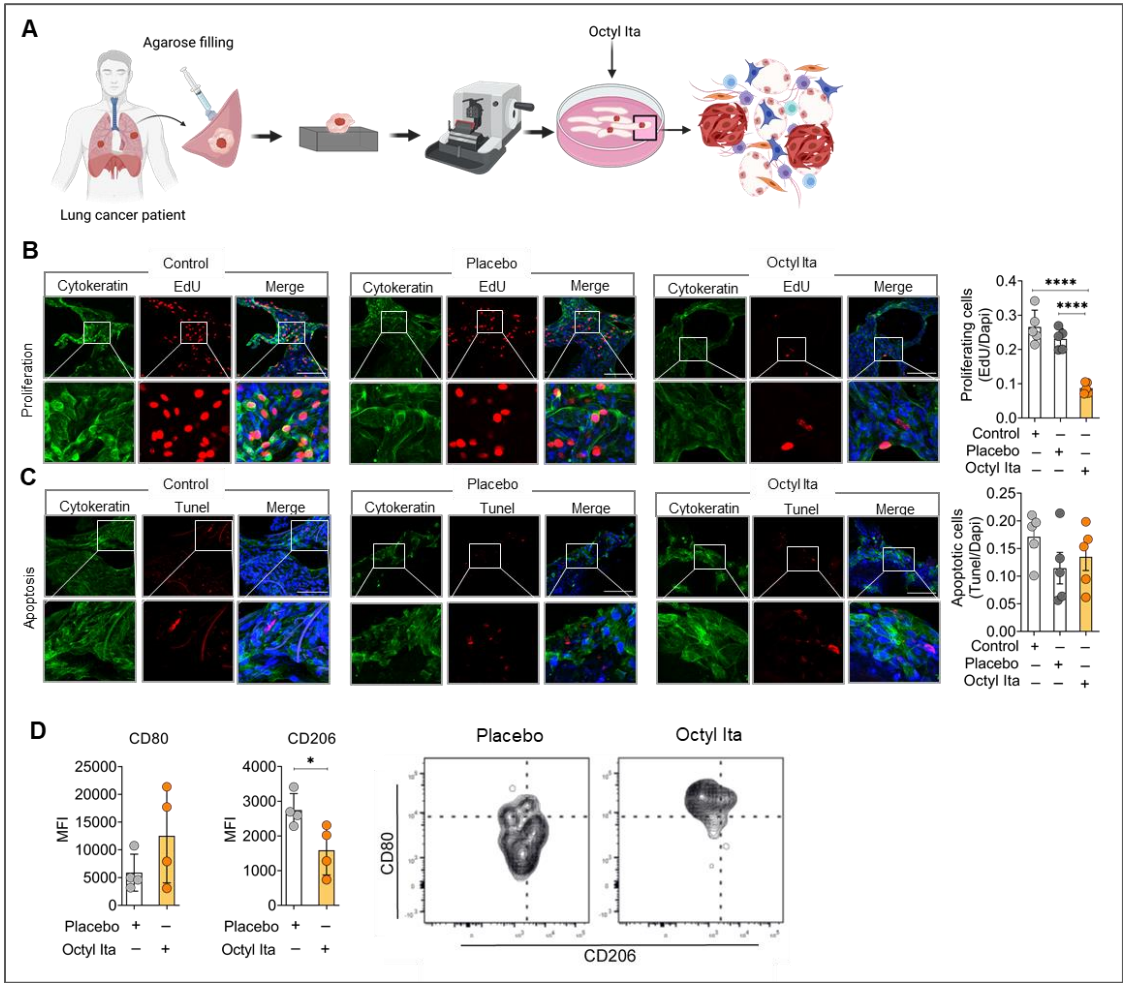 A
Agarose filling
Octyl Ita
Lung cancer patient
B
Control
Placebo
Octyl Ita
Cytokeratin EdU Merge
Cytokeratin EdU Merge
Cytokeratin EdU Merge
Proliferation
Proliferating cells
(EdU/Dapi)
0.4
0.3
0.2
0.1
0.0
**** 
****
Control + – –
Placebo – + –
Octyl Ita – – +
C
Control
Placebo
Octyl Ita
Cytokeratin Tunel Merge
Cytokeratin Tunel Merge
Cytokeratin Tunel Merge
Apoptosis
Apoptotic cells
(Tunel/Dapi)
0.25
0.20
0.15
0.10
0.05
0.00
Control + – –
Placebo – + –
Octyl Ita – – +
D
CD80
MFI
25000
20000
15000
10000
5000
0
Placebo + –
Octyl Ita – +
CD206
*
MFI
4000
3000
2000
1000
0
Placebo + –
Octyl Ita – +
Placebo
Octyl Ita
CD80
CD206